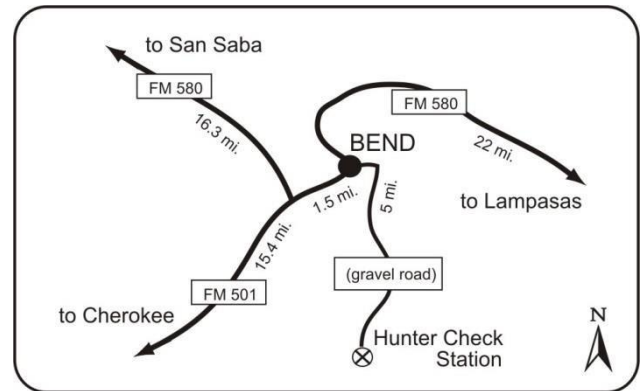 to San Saba
FM 580
16.3 mi.
FM 580
BEND
22 mi.
to Lampasas
1.5 mi.
5 mi.
15.4 mi.
(gravel road)
FM 501
to Cherokee
N
Hunter Check
Station